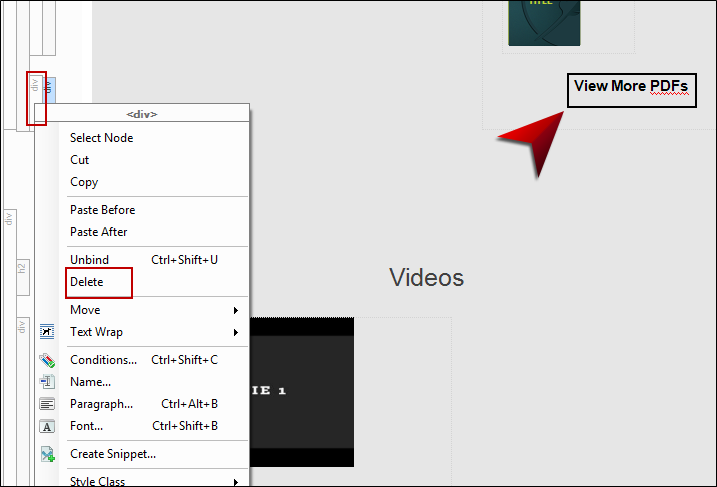 TITLE
View More PDFs
div
div
<div>
Select Node
Cut
Copy
Paste Before
Paste After
Unbind Ctrl+Shift+U
Delete
Move
Text Wrap
Conditions... Ctrl+Shift+C
Name...
Paragraph... Ctrl+Alt+B
Font... Ctrl+Shift+B
Create Snippet...
Style Class
div
h2
div
Videos
IE 1